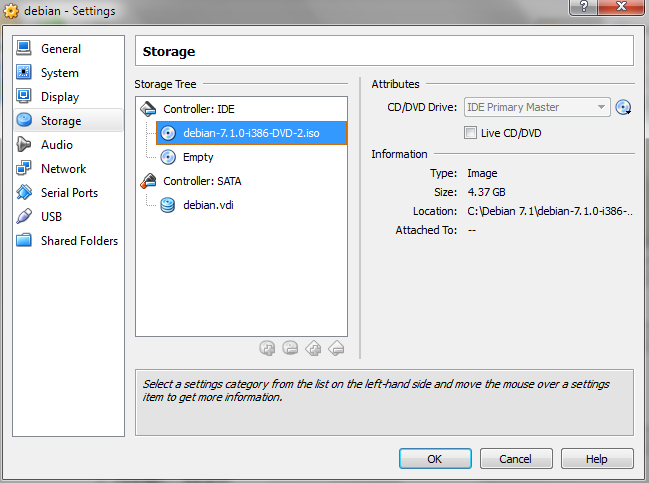 debian - Settings
General
System
Display
Storage
Audio
Network
Serial Ports
USB
Shared Folders
Storage
Storage Tree
Controller: IDE
debian-7.1.0-i386-DVD-2.iso
Empty
Controller: SATA
debian.vdi
Attributes
CD/DVD Drive: IDE Primary Master
Live CD/DVD
Information
Type: Image
Size: 4.37 GB
Location: C:\Debian 7.1\debian-7.1.0-i386-..
Attached To: --
Select a settings category from the list on the left-hand side and move the mouse over a settings
item to get more information.
OK Cancel Help